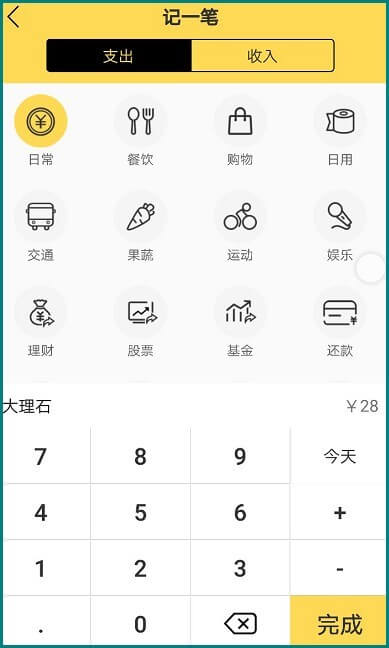 记一笔
支出 收入
日常 餐饮 购物 日用
交通 果蔬 运动 娱乐
理财 股票 基金 还款
大理石 ￥28
7 8 9 今天
4 5 6 +
1 2 3 -
. 0 完成